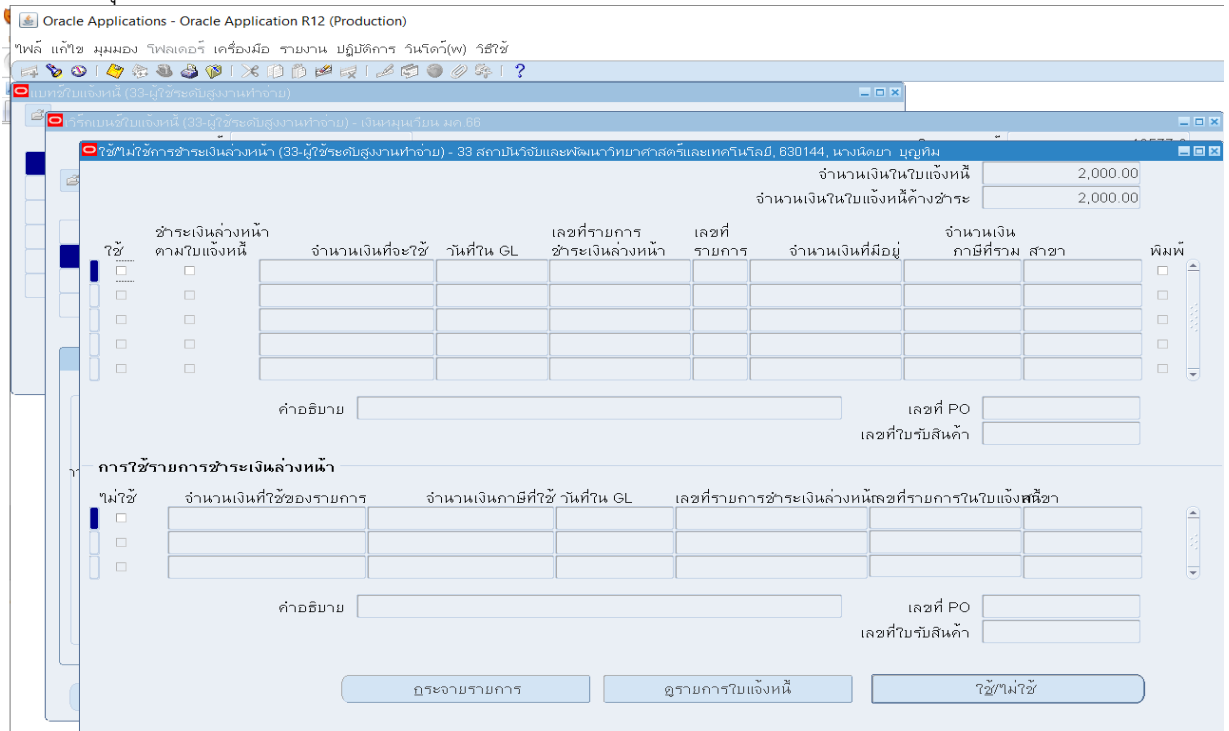 Oracle Applications - Oracle Application R12 (Production)
ไฟล์ แก้ไข มุมมอง โฟลเดอร์ เครื่องมือ รายงาน ปฏิบัติการ วินโดว์(w) วิธีใช้
แบทช์ใบแจ้งหนี้ (33-ผู้ใช้ระดับสูงงานทำจ่าย)
เวิร์กเบนช์ใบแจ้งหนี้ (33-ผู้ใช้ระดับสูงงานทำจ่าย) - เงินหมุนเวียน มค.66
ใช้/ไม่ใช้การชำระเงินล่วงหน้า (33-ผู้ใช้ระดับสูงงานทำจ่าย) - 33 สถาบันวิจัยและพัฒนาวิทยาศาสตร์และเทคโนโลยี, 630144, นางนิตยา บุญทิม
จำนวนเงินในใบแจ้งหนี้ 2,000.00
จำนวนเงินในใบแจ้งหนี้ค้างชำระ 2,000.00
ชำระเงินล่วงหน้า เลขที่รายการ เลขที่ จำนวนเงิน
ใช้ ตามใบแจ้งหนี้ จำนวนเงินที่จะใช้ วันที่ใน GL ชำระเงินล่วงหน้า รายการ จำนวนเงินที่มีอยู่ ภาษีที่รวม สาขา พิมพ์
คำอธิบาย เลขที่ PO
เลขที่ใบรับสินค้า
การใช้รายการชำระเงินล่วงหน้า
ไม่ใช้ จำนวนเงินที่ใช้ของรายการ จำนวนเงินภาษีที่ใช้ วันที่ใน GL เลขที่รายการชำระเงินล่วงหน้า เลขที่รายการในใบแจ้งหนี้ สาขา
คำอธิบาย เลขที่ PO
เลขที่ใบรับสินค้า
กระจายรายการ ดูรายการใบแจ้งหนี้ ใช้/ไม่ใช้